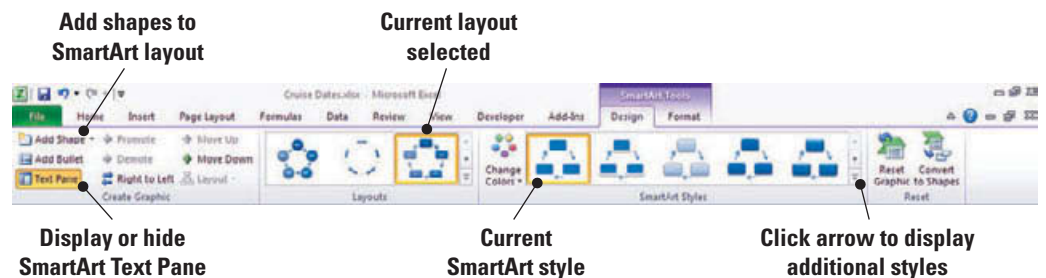 Add shapes to
SmartArt layout
Current layout
selected
Cruise Dates.xlsx - Microsoft Excel
SmartArt Tools
File Home Insert Page Layout Formulas Data Review View Developer Add-Ins Design Format
Add Shape Promote Move Up
Add Bullet Demote Move Down
Text Pane Right to Left Layout
Change
Colors
Reset
Graphic
Convert
to Shapes
Create Graphic Layouts SmartArt Styles Reset
Display or hide
SmartArt Text Pane
Current
SmartArt style
Click arrow to display
additional styles